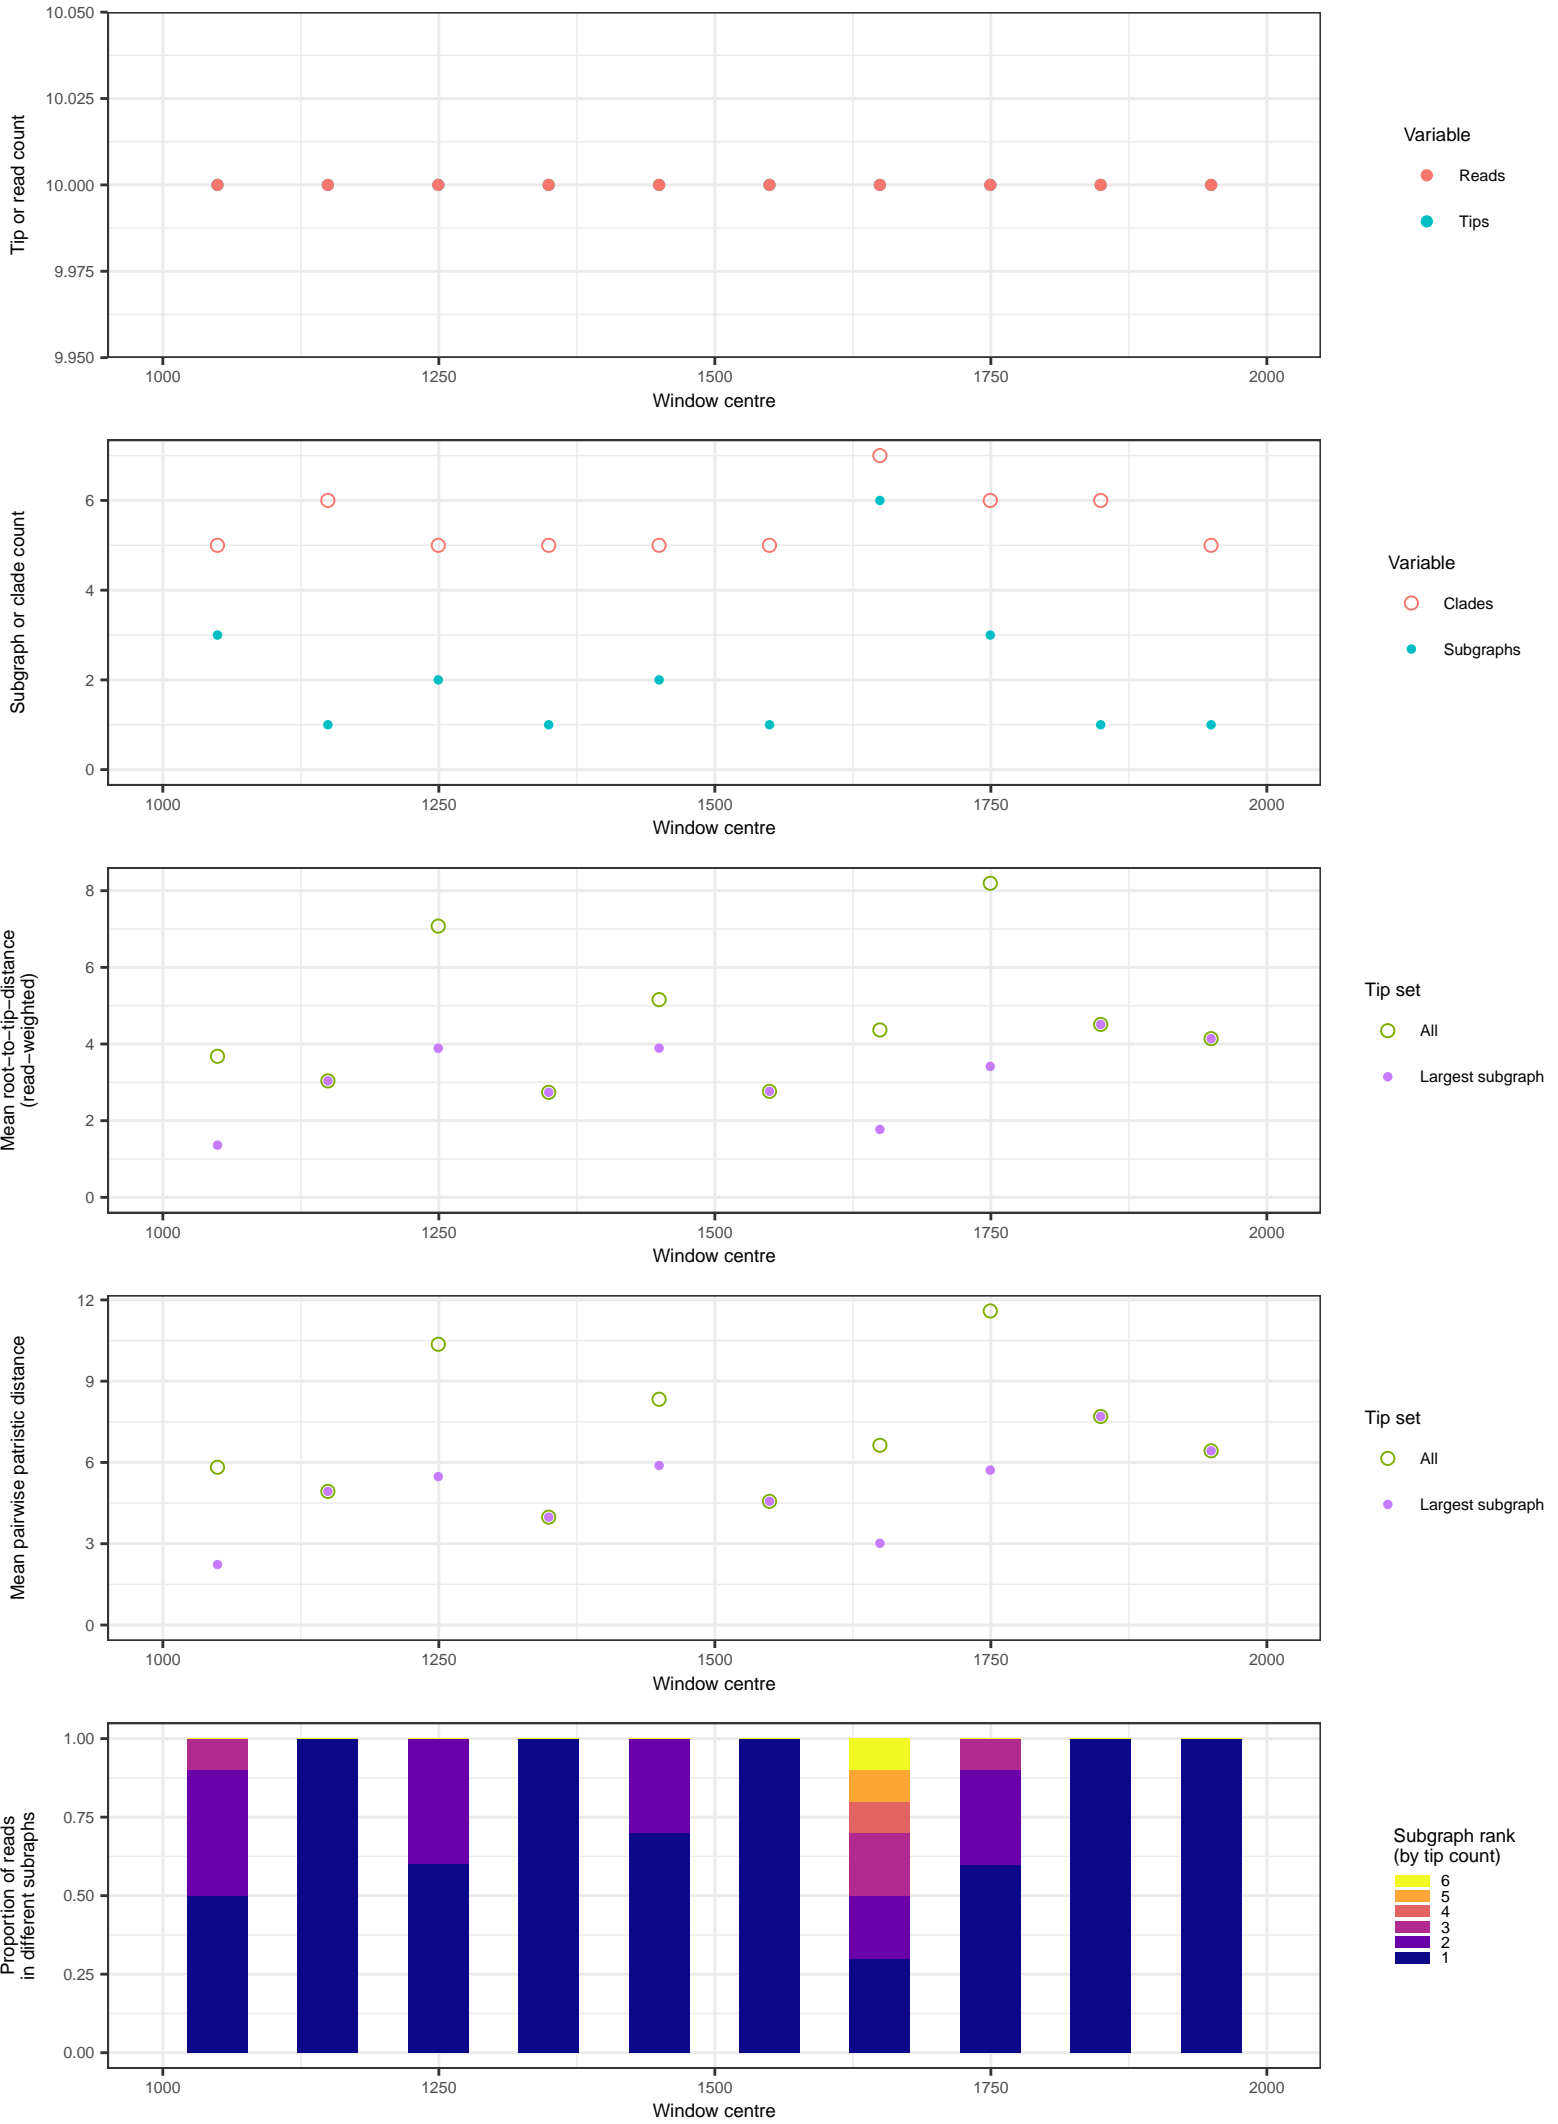 10.050
10.025
10.000
9.975
9.950
Tip or read count
1000 1250 1500 1750 2000
Window centre
Variable
Reads
Tips
6
4
2
0
Subgraph or clade count
1000 1250 1500 1750 2000
Window centre
Variable
Clades
Subgraphs
8
6
4
2
0
Mean root−to−tip−distance
(read−weighted)
1000 1250 1500 1750 2000
Window centre
Tip set
All
Largest subgraph
12
9
6
3
0
Mean pairwise patristic distance
1000 1250 1500 1750 2000
Window centre
Tip set
All
Largest subgraph
1.00
0.75
0.50
0.25
0.00
Proportion of reads
in different subraphs
1000 1250 1500 1750 2000
Window centre
Subgraph rank
(by tip count)
6
5
4
3
2
1